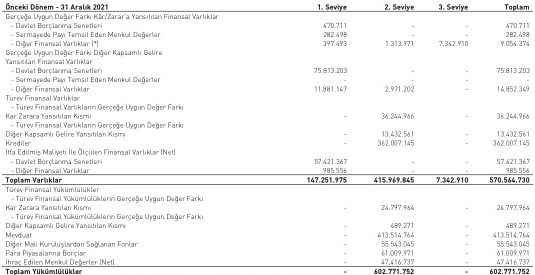 Önceki Dönem - 31 Aralık 2021 1. Seviye 2. Seviye 3. Seviye Toplam
Gerçeğe Uygun Değer Farkı Kâr/Zarar'a Yansıtılan Finansal Varlıklar
- Devlet Borçlanma Senetleri 470.711 - - 470.711
- Sermayede Payı Temsil Eden Menkul Değerler 282.498 - - 282.498
- Diğer Finansal Varlıklar (*) 397.493 1.313.971 7.342.910 9.054.374
Gerçeğe Uygun Değer Farkı Diğer Kapsamlı Gelire
Yansıtılan Finansal Varlıklar
- Devlet Borçlanma Senetleri 75.813.203 - - 75.813.203
- Sermayede Payı Temsil Eden Menkul Değerler - - - -
- Diğer Finansal Varlıklar 11.881.147 2.971.202 - 14.852.349
Türev Finansal Varlıklar
- Türev Finansal Varlıkların Gerçeğe Uygun Değer Farkı
Kar Zarara Yansıtılan Kısmı - 36.244.966 - 36.244.966
- Türev Finansal Varlıkların Gerçeğe Uygun Değer Farkı
Diğer Kapsamlı Gelire Yansıtılan Kısmı - 13.432.561 - 13.432.561
Krediler - 362.007.145 - 362.007.145
İtfa Edilmiş Maliyeti İle Ölçülen Finansal Varlıklar (Net)
- Devlet Borçlanma Senetleri 57.421.367 - - 57.421.367
- Diğer Finansal Varlıklar 985.556 - - 985.556
Toplam Varlıklar 147.251.975 415.969.845 7.342.910 570.564.730
Türev Finansal Yükümlülükler
- Türev Finansal Yükümlülüklerin Gerçeğe Uygun Değer Farkı
Kar Zarara Yansıtılan Kısmı - 24.797.964 - 24.797.964
- Türev Finansal Yükümlülüklerin Gerçeğe Uygun Değer Farkı
Diğer Kapsamlı Gelire Yansıtılan Kısmı - 489.271 - 489.271
Mevduat - 413.514.764 - 413.514.764
Diğer Mali Kuruluşlardan Sağlanan Fonlar - 55.543.045 - 55.543.045
Para Piyasalarına Borçlar - 61.009.971 - 61.009.971
İhraç Edilen Menkul Değerler (Net) - 47.416.737 - 47.416.737
Toplam Yükümlülükler - 602.771.752 - 602.771.752